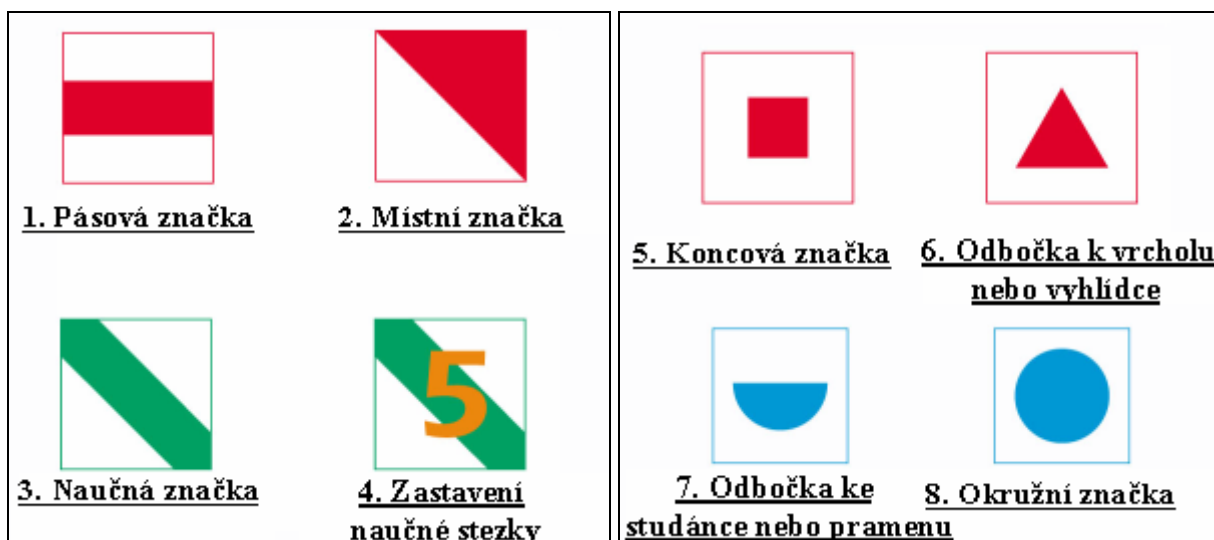 1. Pásová značka
2. Místní značka
5
3. Naučná značka
4. Zastavení
naučné stezky
5. Koncová značka
6. Odbočka k vrcholu
nebo vyhlídce
7. Odbočka ke
studánce nebo pramenu
8. Okružní značka